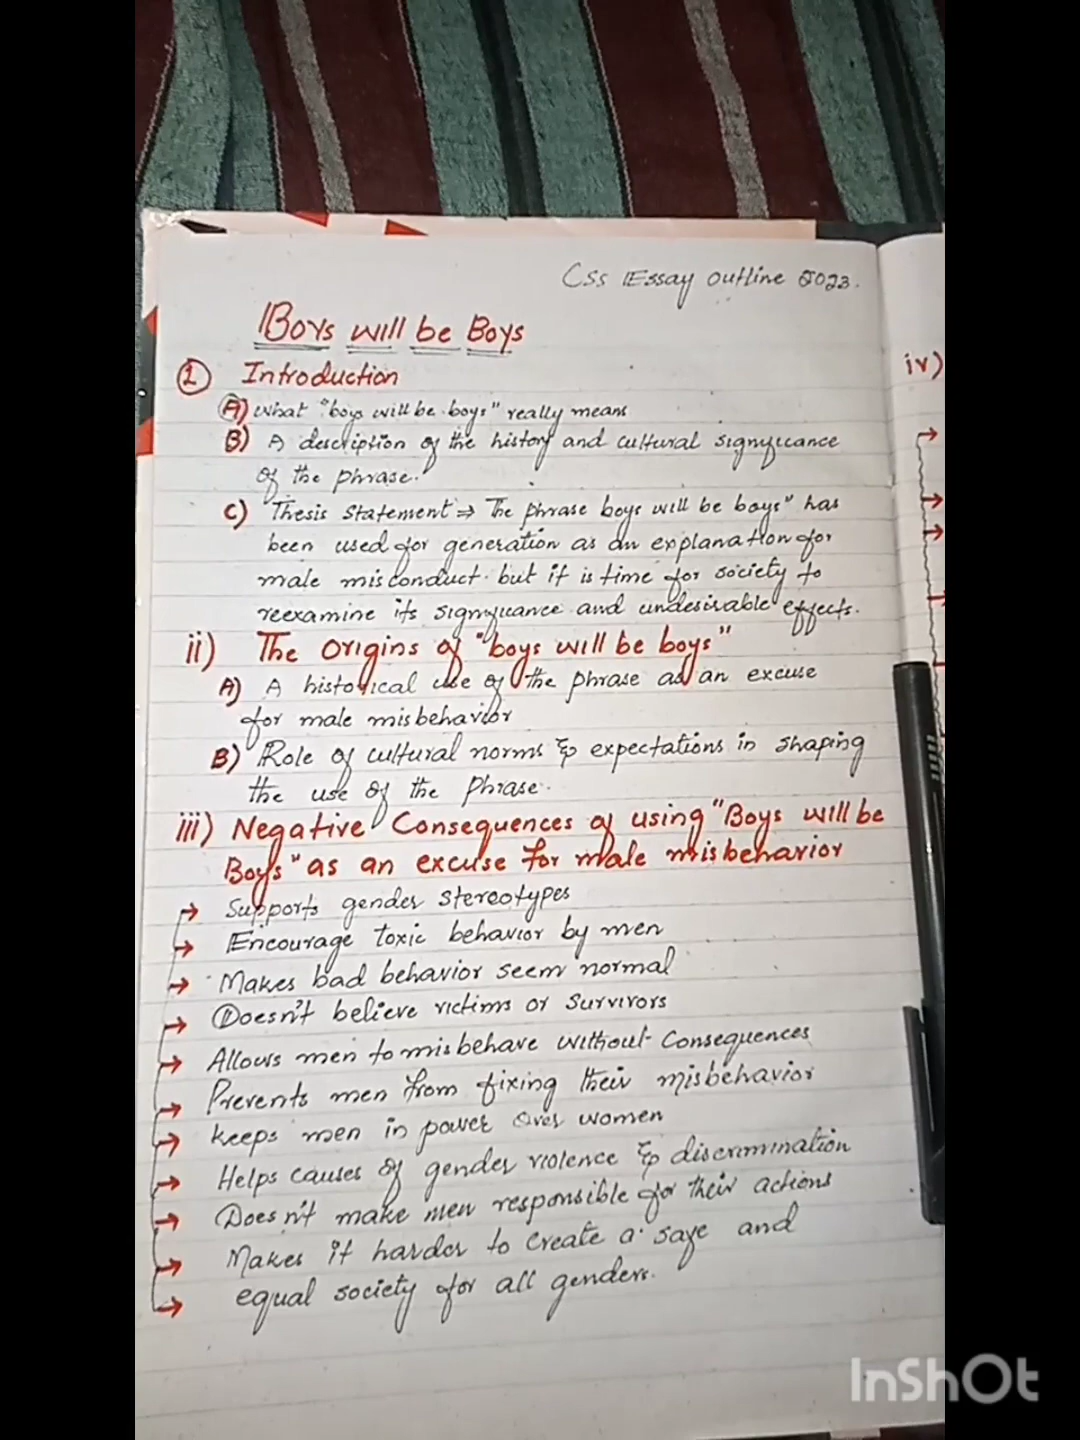 Css Essay outline 2023.
Boys will be Boys
1 Introduction
A) What "boys will be boys" really means
B) A description of the history and cultural significance
of the phrase.
C) Thesis Statement ⇒ The phrase boys will be boys" has
been used for generation as an explanation for
male misconduct. but it is time for society to
reexamine its significance and undesirable effects.
ii) The Origins of "boys will be boys"
A) A historical use of the phrase as an excuse
for male misbehavior
B) Role of cultural norms & expectations in shaping
the use of the Phrase.
iii) Negative Consequences of using "Boys will be
Boys" as an excuse for male misbehavior
→ Supports gender stereotypes
→ Encourage toxic behavior by men
→ Makes bad behavior seem normal
→ Doesn't believe victims or survivors
→ Allows men to misbehave without consequences
→ Prevents men from fixing their misbehavior
→ keeps men in power over women
→ Helps causes of gender violence & discrimination
→ Doesn't make men responsible for their actions
→ Makes it harder to create a safe and
→ equal society for all genders.
iv)
InShOt